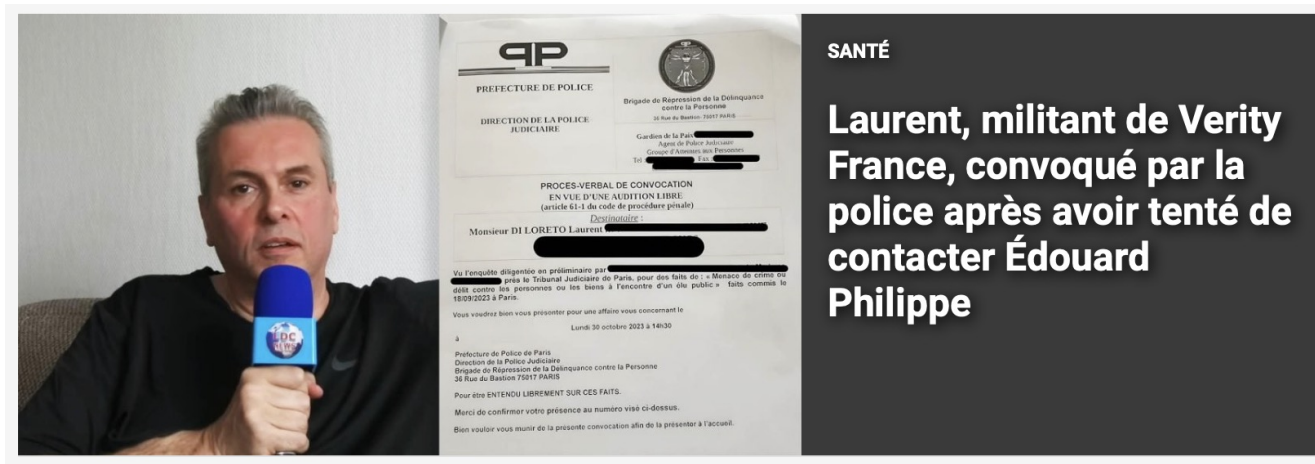 LDC
NEWS
PREFECTURE DE POLICE
DIRECTION DE LA POLICE
JUDICIAIRE
Brigade de Répression de la Délinquance
contre la Personne
36 Rue du Bastion 75017 PARIS
Gardien de la Paix
Agent de Police Judiciaire
Groupe d'Atteintes aux Personnes
Tel : Fax :
PROCES-VERBAL DE CONVOCATION
EN VUE D'UNE AUDITION LIBRE
(article 61-1 du code de procédure pénale)
Destinataire :
Monsieur DI LORETO Laurent
Vu l'enquête diligentée en préliminaire par
près le Tribunal Judiciaire de Paris, pour des faits de : « Menace de crime ou
délit contre les personnes ou les biens à l'encontre d'un élu public » faits commis le
18/09/2023 à Paris.
Vous voudrez bien vous présenter pour une affaire vous concernant le
Lundi 30 octobre 2023 à 14h30
à
Préfecture de Police de Paris
Direction de la Police Judiciaire
Brigade de Répression de la Délinquance contre la Personne
36 Rue du Bastion 75017 PARIS
Pour être ENTENDU LIBREMENT SUR CES FAITS.
Merci de confirmer votre présence au numéro visé ci-dessus.
Bien vouloir vous munir de la présente convocation afin de la présenter à l'accueil.
SANTÉ
Laurent, militant de Verity
France, convoqué par la
police après avoir tenté de
contacter Édouard
Philippe